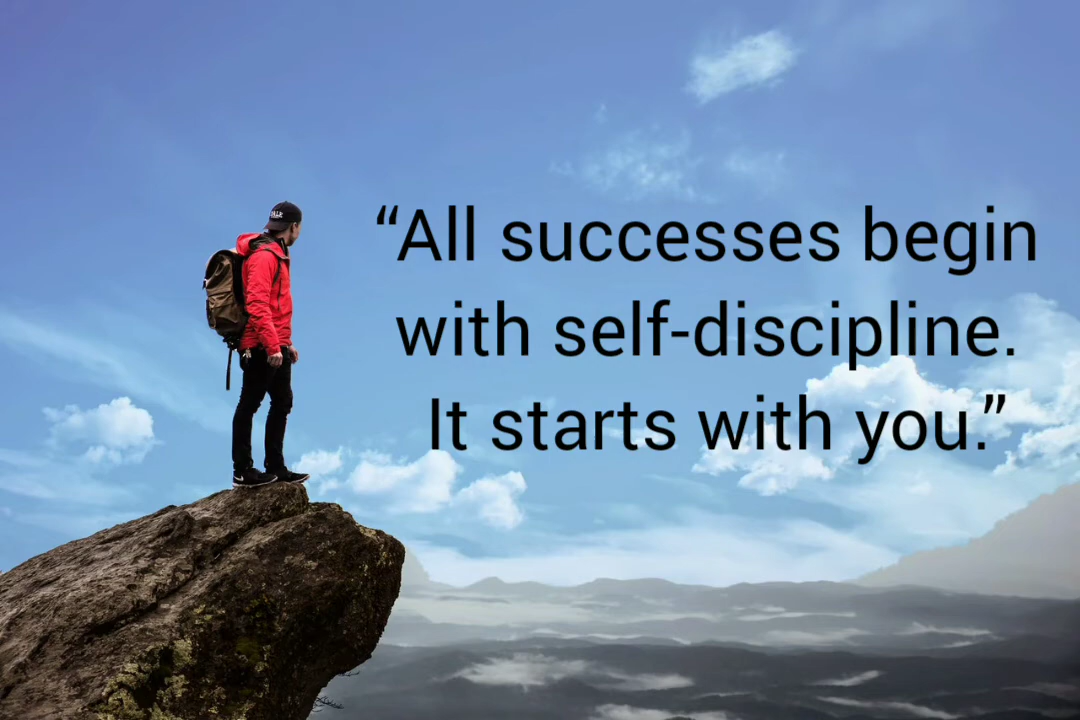 “All successes begin
with self-discipline.
It starts with you.”